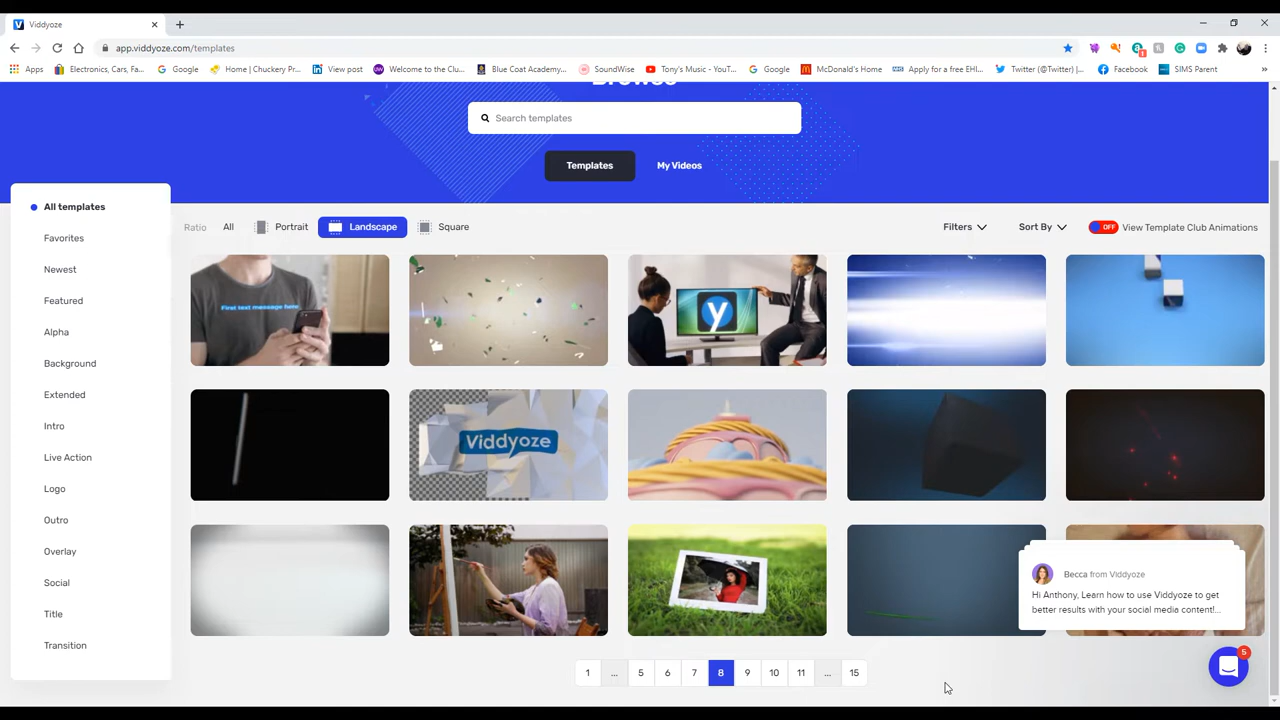 Viddyoze
app.viddyoze.com/templates
Apps Electronics, Cars, Fa... Google Home | Chuckery Pr... View post Welcome to the Clu... Blue Coat Academy... SoundWise Tony's Music - YouT... Google McDonald's Home Apply for a free EHI... Twitter (@Twitter) |... Facebook SIMS Parent
Browse
Search templates
Templates My Videos
All templates
Favorites
Newest
Featured
Alpha
Background
Extended
Intro
Live Action
Logo
Outro
Overlay
Social
Title
Transition
Ratio All Portrait Landscape Square Filters Sort By OFF View Template Club Animations
First text message here
y
Viddyoze
Becca from Viddyoze
Hi Anthony, Learn how to use Viddyoze to get
better results with your social media content!...
5
1 ... 5 6 7 8 9 10 11 ... 15